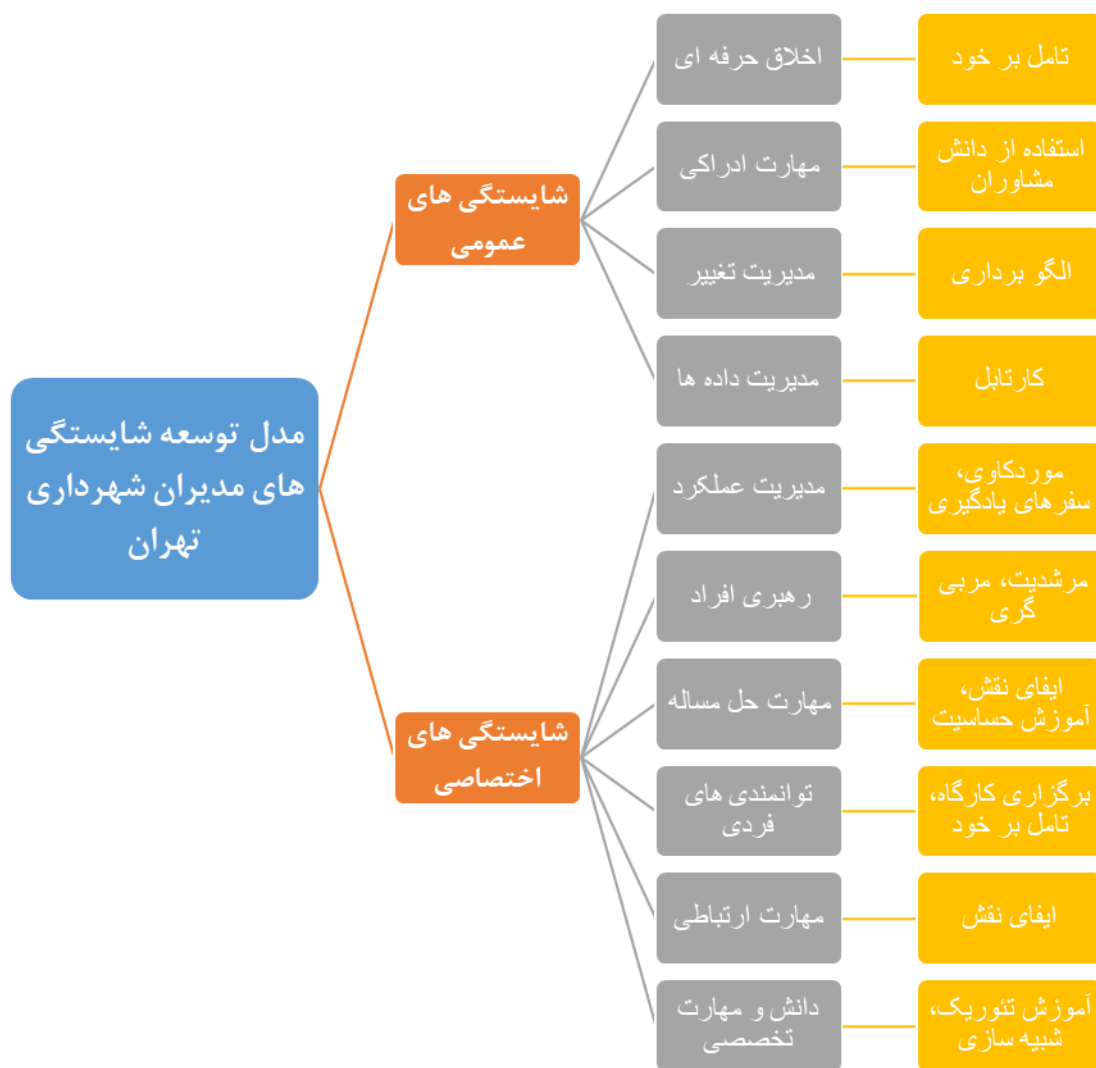 مدل توسعه شایستگی
های مدیران شهرداری
تهران
شایستگی های
عمومی
اخلاق حرفه ای
تامل بر خود
مهارت ادراکی
استفاده از دانش
مشاوران
مدیریت تغییر
الگو برداری
مدیریت داده ها
کارتابل
شایستگی های
اختصاصی
مدیریت عملکرد
موردکاوی،
سفرهای یادگیری
رهبری افراد
مرشدیت، مربی
گری
مهارت حل مساله
ایفای نقش،
آموزش حساسیت
توانمندی های
فردی
برگزاری کارگاه،
تامل بر خود
مهارت ارتباطی
ایفای نقش
دانش و مهارت
تخصصی
آموزش تئوریک،
شبیه سازی